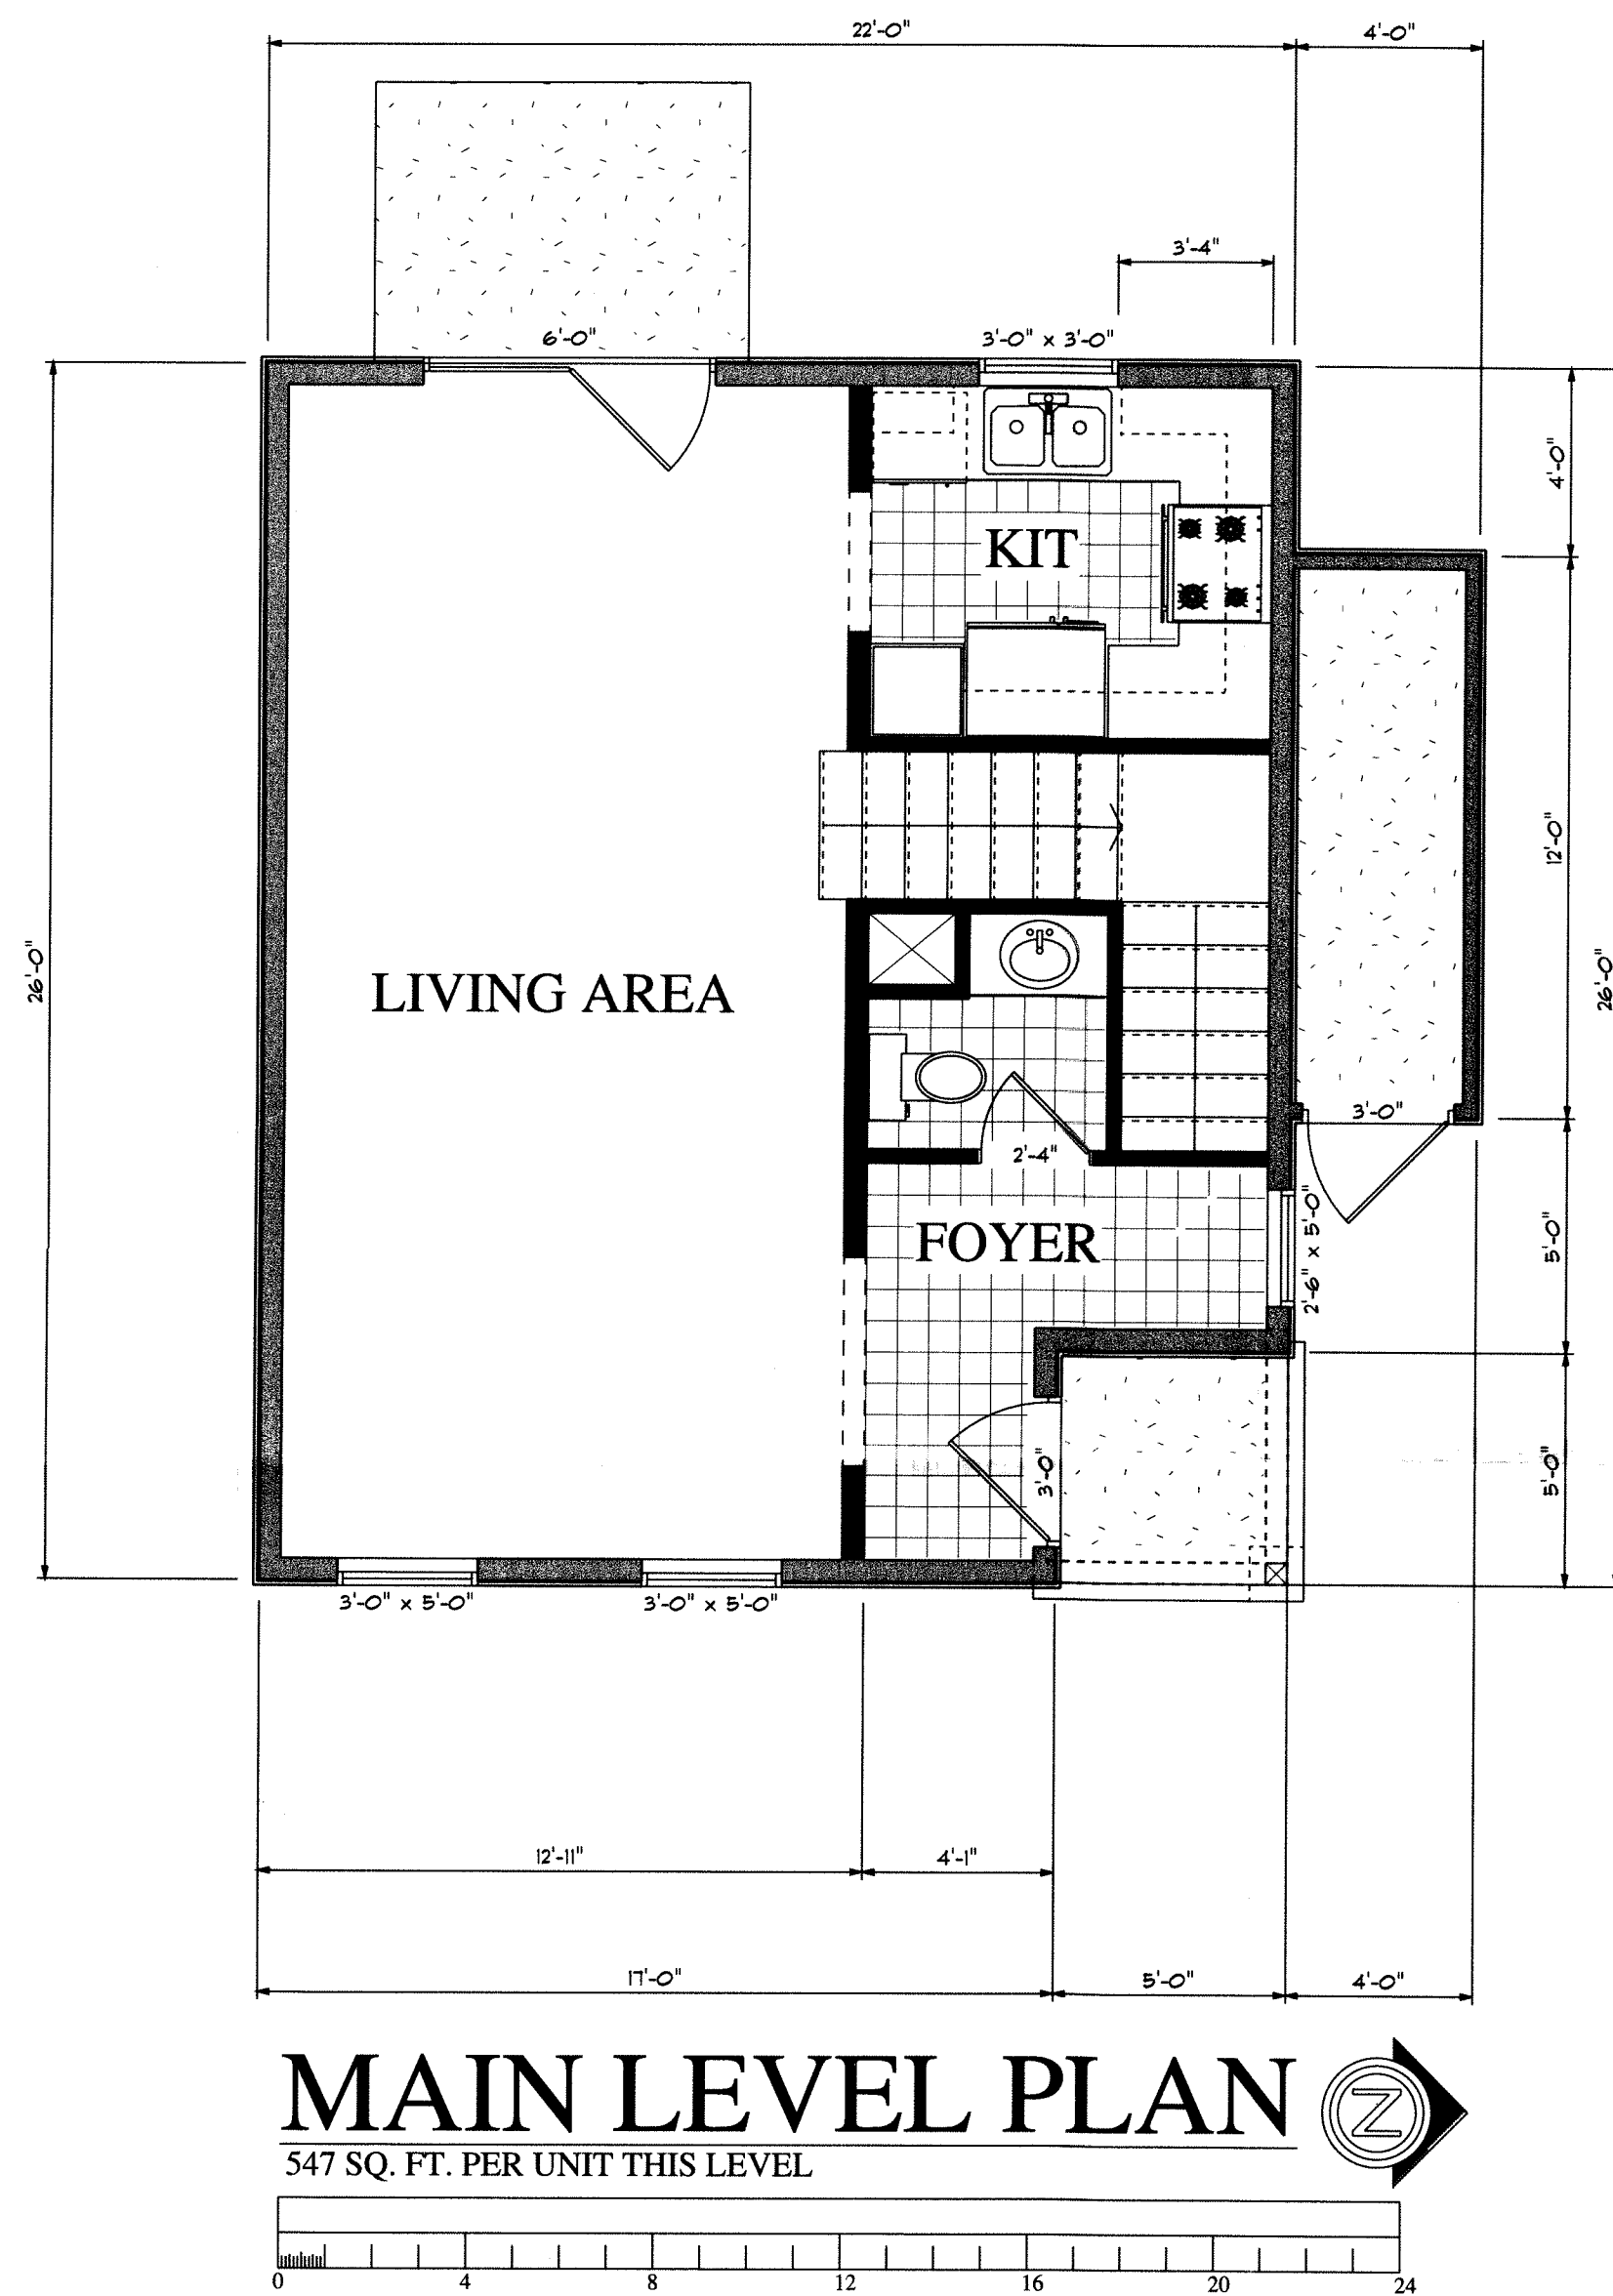 22'-0"
4'-0"
3'-4"
6'-0"
3'-0" x 3'-0"
4'-0"
KIT
12'-0"
26'-0"
26'-0"
LIVING AREA
3'-0"
2'-4"
2'-6" x 5'-0"
5'-0"
FOYER
3'-0"
5'-0"
3'-0" x 5'-0"
3'-0" x 5'-0"
12'-11"
4'-1"
17'-0"
5'-0"
4'-0"
MAIN LEVEL PLAN
N
547 SQ. FT. PER UNIT THIS LEVEL
0 4 8 12 16 20 24